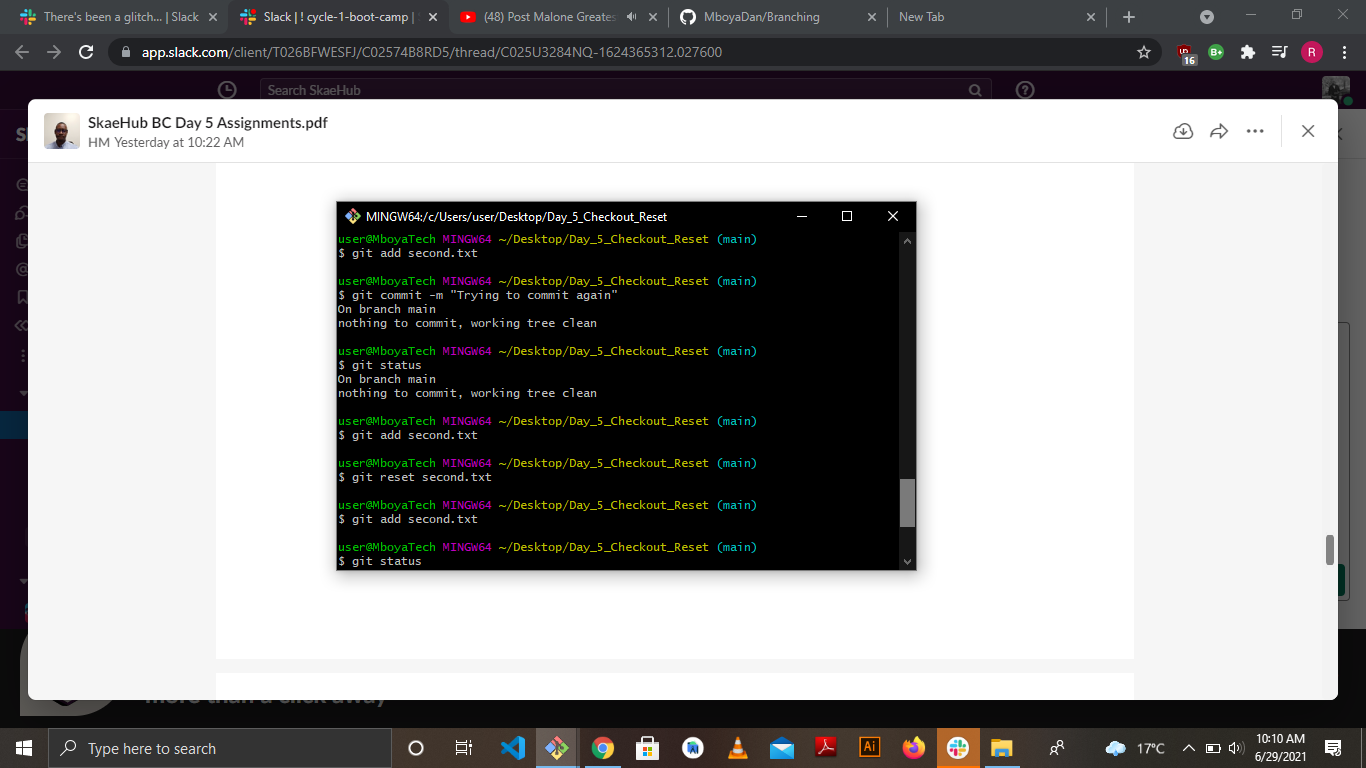 There's been a glitch... | Slack
Slack | ! cycle-1-boot-camp | S
(48) Post Malone Greates
MboyaDan/Branching
New Tab
app.slack.com/client/T026BFWESFJ/C02574B8RD5/thread/C025U3284NQ-1624365312.027600
16
B+
R
Search SkaeHub
SkaeHub BC Day 5 Assignments.pdf
HM Yesterday at 10:22 AM
MINGW64:/c/Users/user/Desktop/Day_5_Checkout_Reset
user@MboyaTech MINGW64 ~/Desktop/Day_5_Checkout_Reset (main)
$ git add second.txt
user@MboyaTech MINGW64 ~/Desktop/Day_5_Checkout_Reset (main)
$ git commit -m "Trying to commit again"
On branch main
nothing to commit, working tree clean
user@MboyaTech MINGW64 ~/Desktop/Day_5_Checkout_Reset (main)
$ git status
On branch main
nothing to commit, working tree clean
user@MboyaTech MINGW64 ~/Desktop/Day_5_Checkout_Reset (main)
$ git add second.txt
user@MboyaTech MINGW64 ~/Desktop/Day_5_Checkout_Reset (main)
$ git reset second.txt
user@MboyaTech MINGW64 ~/Desktop/Day_5_Checkout_Reset (main)
$ git add second.txt
user@MboyaTech MINGW64 ~/Desktop/Day_5_Checkout_Reset (main)
$ git status
more than a click away
Type here to search
Ai
17°C
10:10 AM
6/29/2021